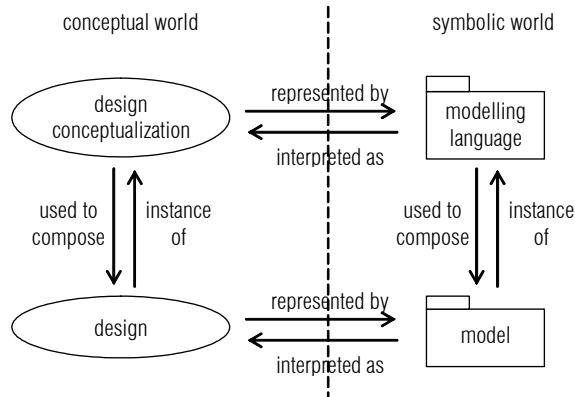 conceptual world
symbolic world
design
conceptualization
represented by
interpreted as
modelling
language
used to
compose
instance
of
used to
compose
instance
of
design
represented by
interpreted as
model